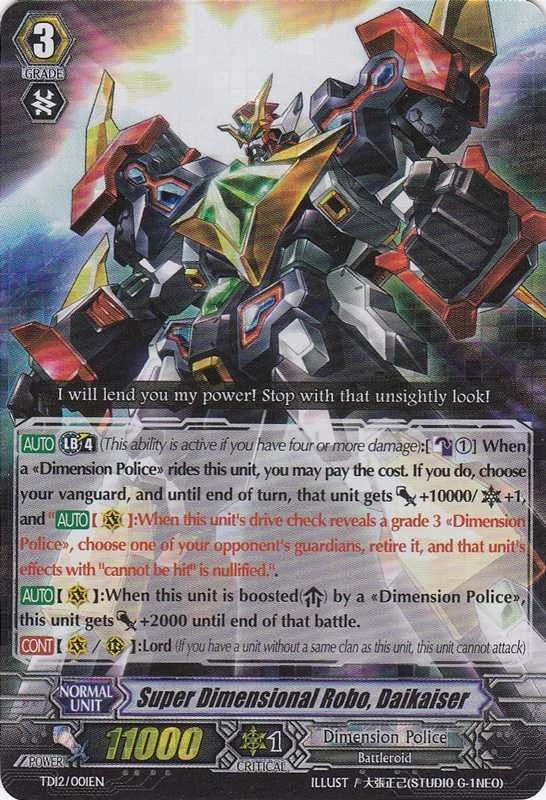 3
GRADE
I will lend you my power! Stop with that unsightly look!
AUTO LB4 (This ability is active if you have four or more damage):[ ①] When
a «Dimension Police» rides this unit, you may pay the cost. If you do, choose
your vanguard, and until end of turn, that unit gets +10000/ +1,
and "AUTO【 】:When this unit's drive check reveals a grade 3 «Dimension
Police», choose one of your opponent's guardians, retire it, and that unit's
effects with "cannot be hit" is nullified.".
AUTO【 】:When this unit is boosted( ) by a «Dimension Police»,
this unit gets +2000 until end of that battle.
CONT【 / 】:Lord (If you have a unit without a same clan as this unit, this unit cannot attack)
NORMAL
UNIT
Super Dimensional Robo, Daikaiser
POWER
11000
1
CRITICAL
Dimension Police
Battleroid
TD12/001EN
ILLUST / 大張正己(STUDIO G-1NEO)